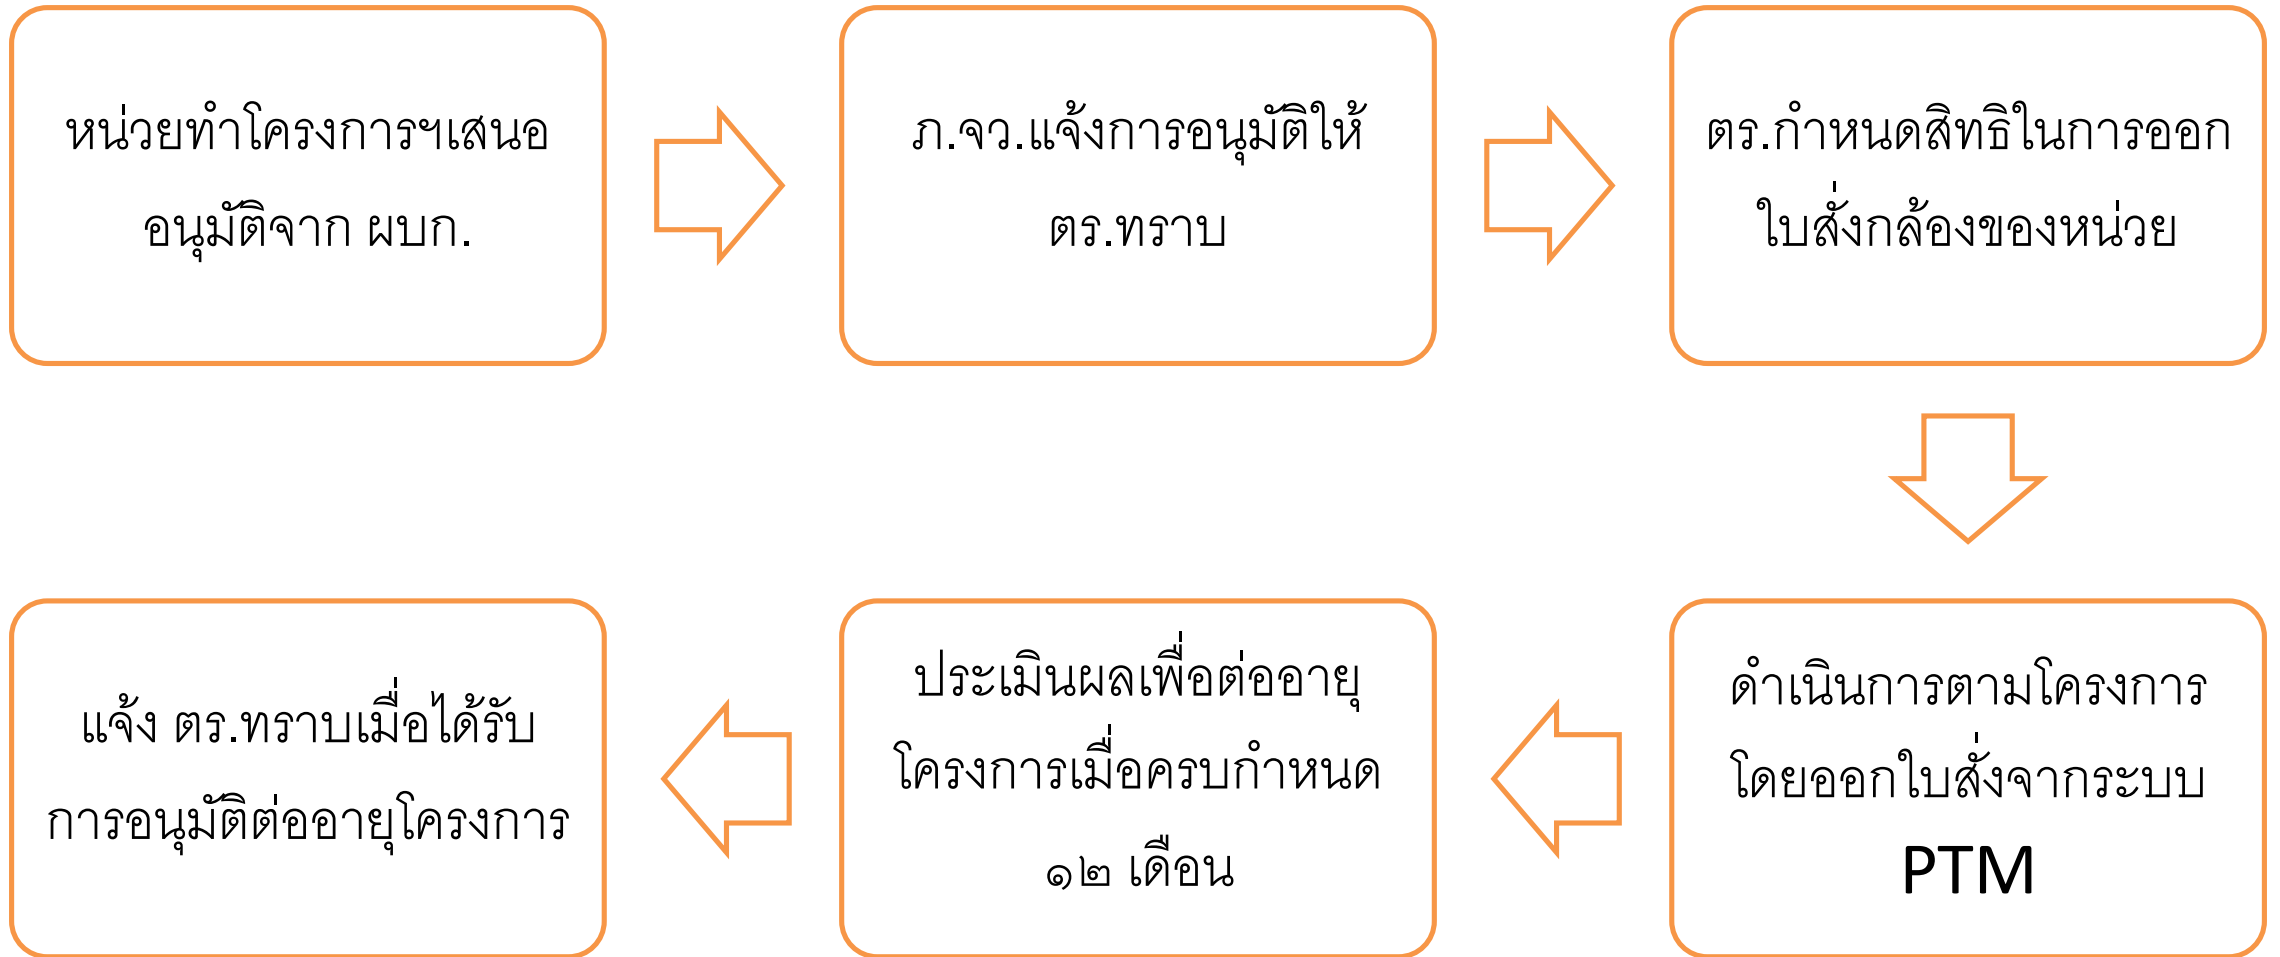 หน่วยทำโครงการฯเสนอ
อนุมัติจาก ผบก.
ภ.จว.แจ้งการอนุมัติให้
ตร.ทราบ
ตร.กำหนดสิทธิในการออก
ใบสั่งกล้องของหน่วย
ดำเนินการตามโครงการ
โดยออกใบสั่งจากระบบ
PTM
ประเมินผลเพื่อต่ออายุ
โครงการเมื่อครบกำหนด
๑๒ เดือน
แจ้ง ตร.ทราบเมื่อได้รับ
การอนุมัติต่ออายุโครงการ